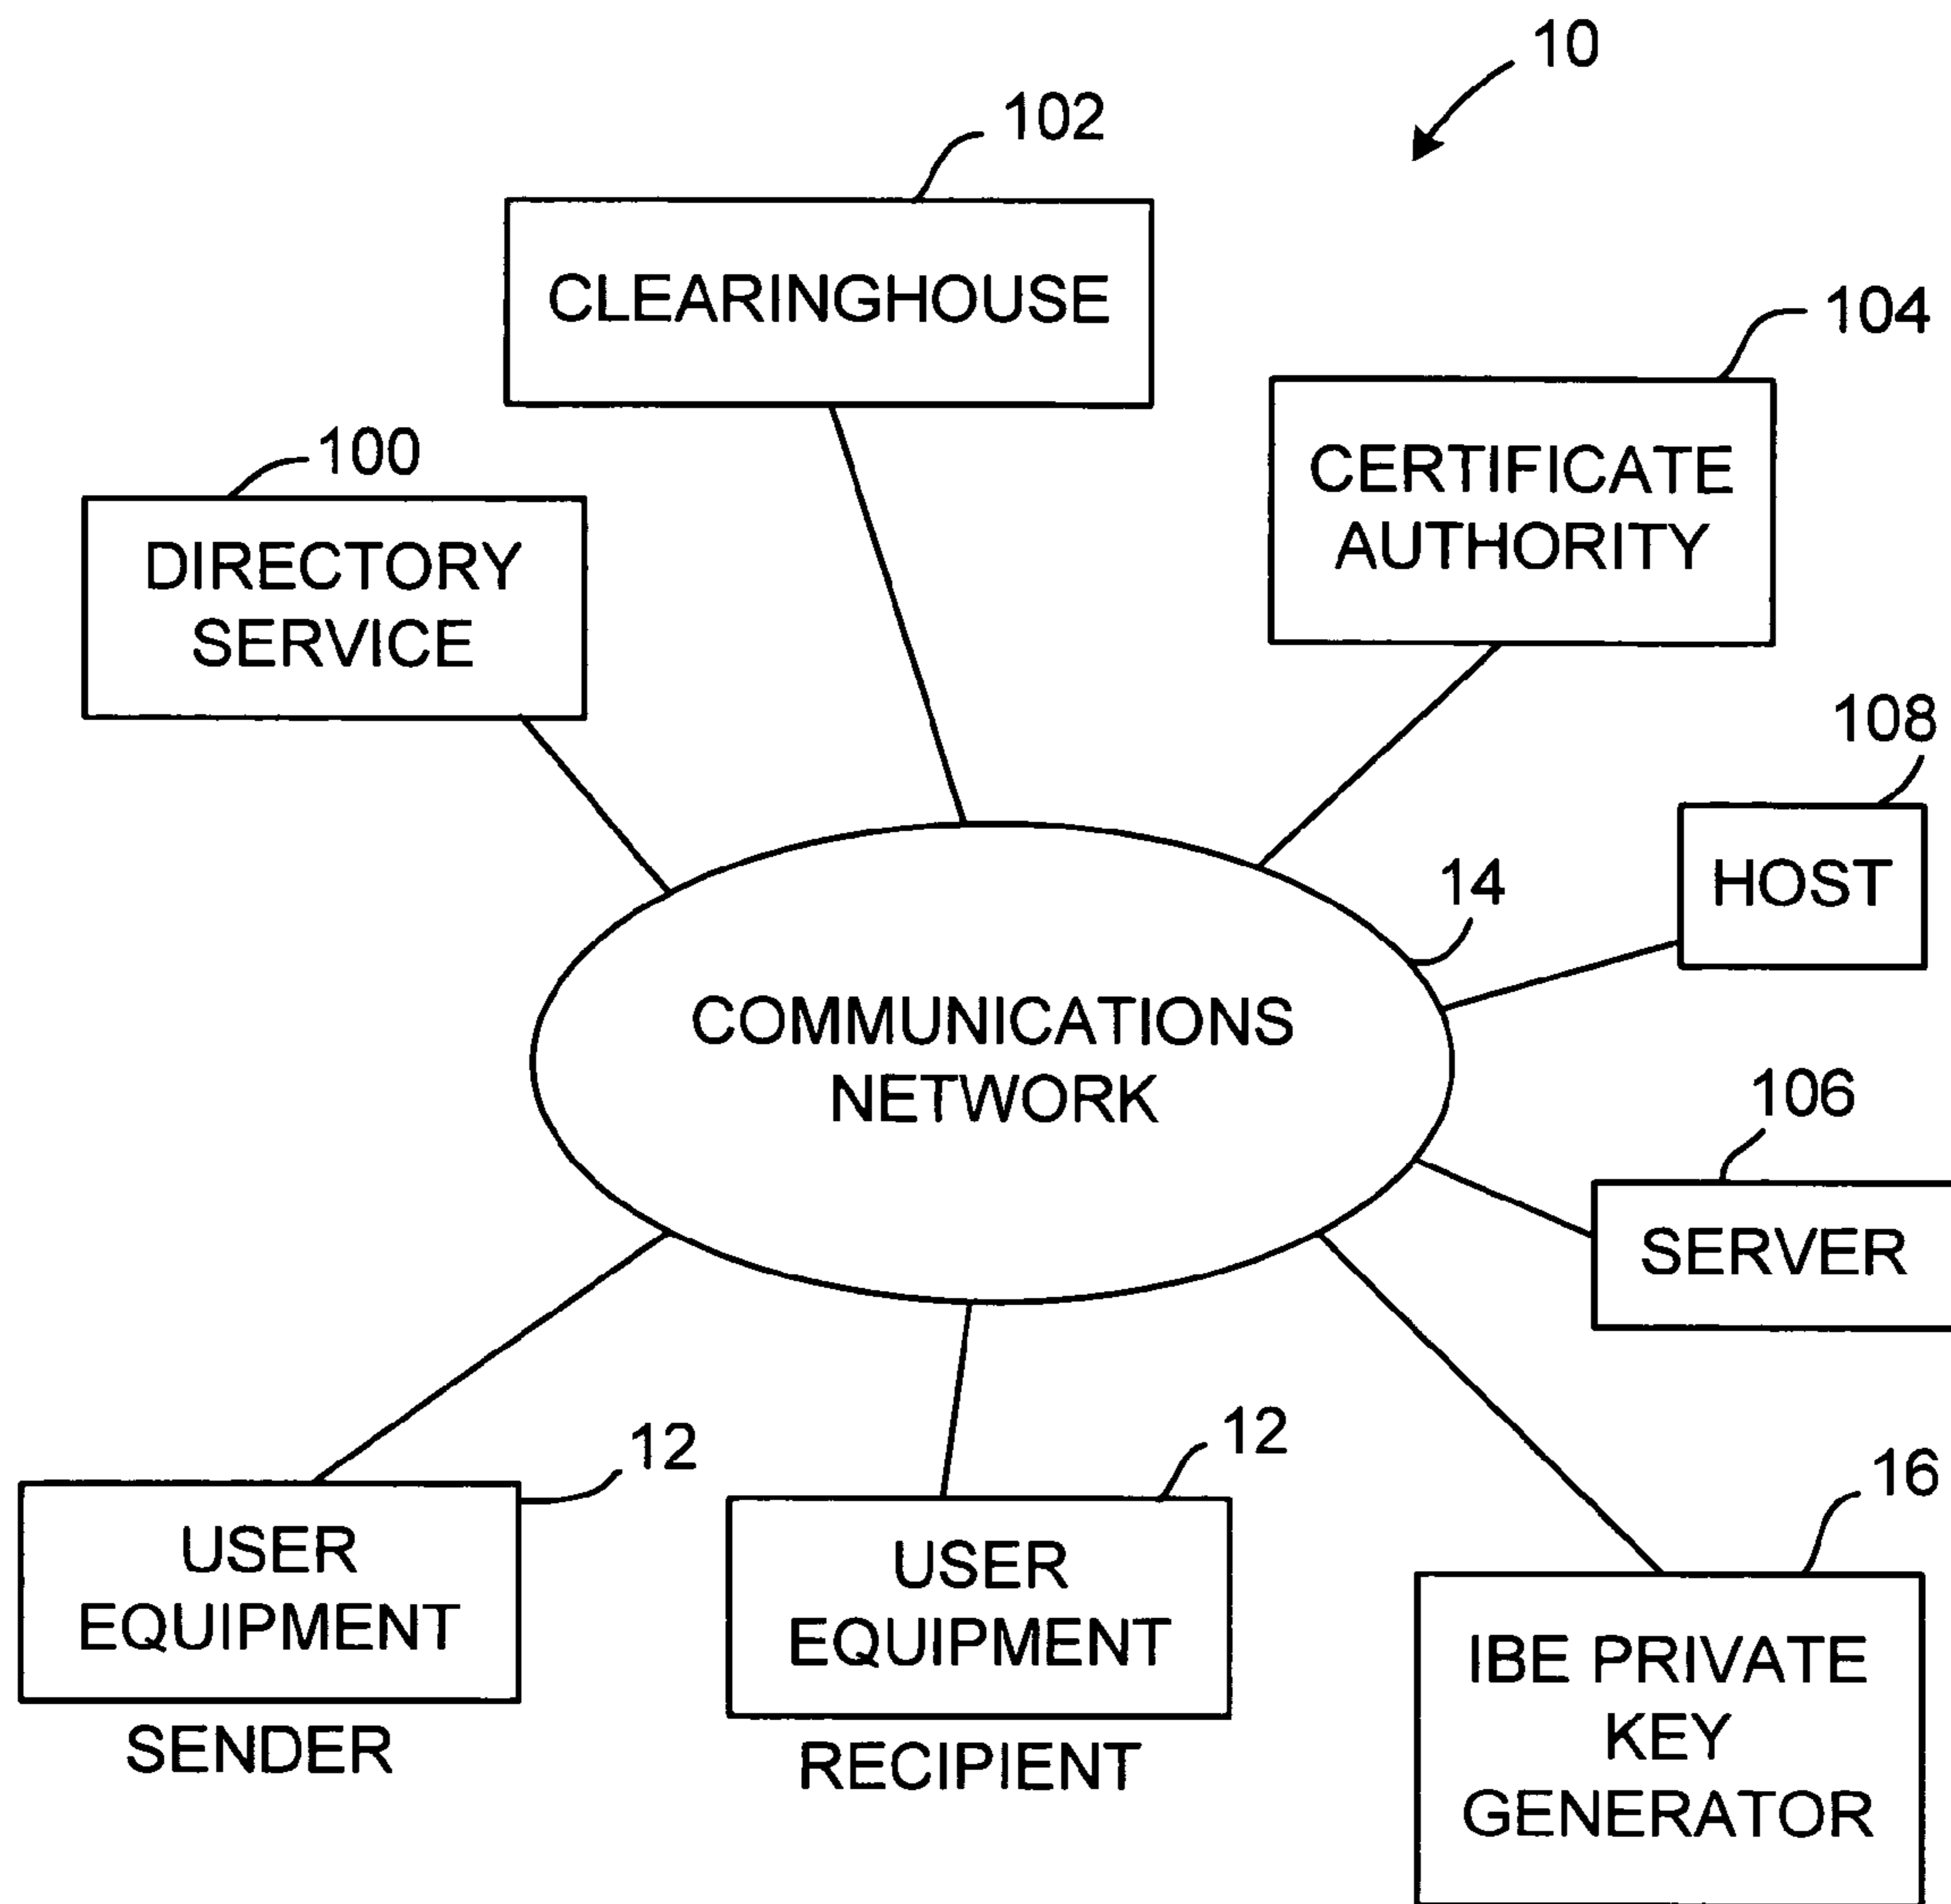 10
102
CLEARINGHOUSE
104
CERTIFICATE
AUTHORITY
100
DIRECTORY
SERVICE
108
HOST
14
COMMUNICATIONS
NETWORK
106
SERVER
12
USER
EQUIPMENT
SENDER
12
USER
EQUIPMENT
RECIPIENT
16
IBE PRIVATE
KEY
GENERATOR